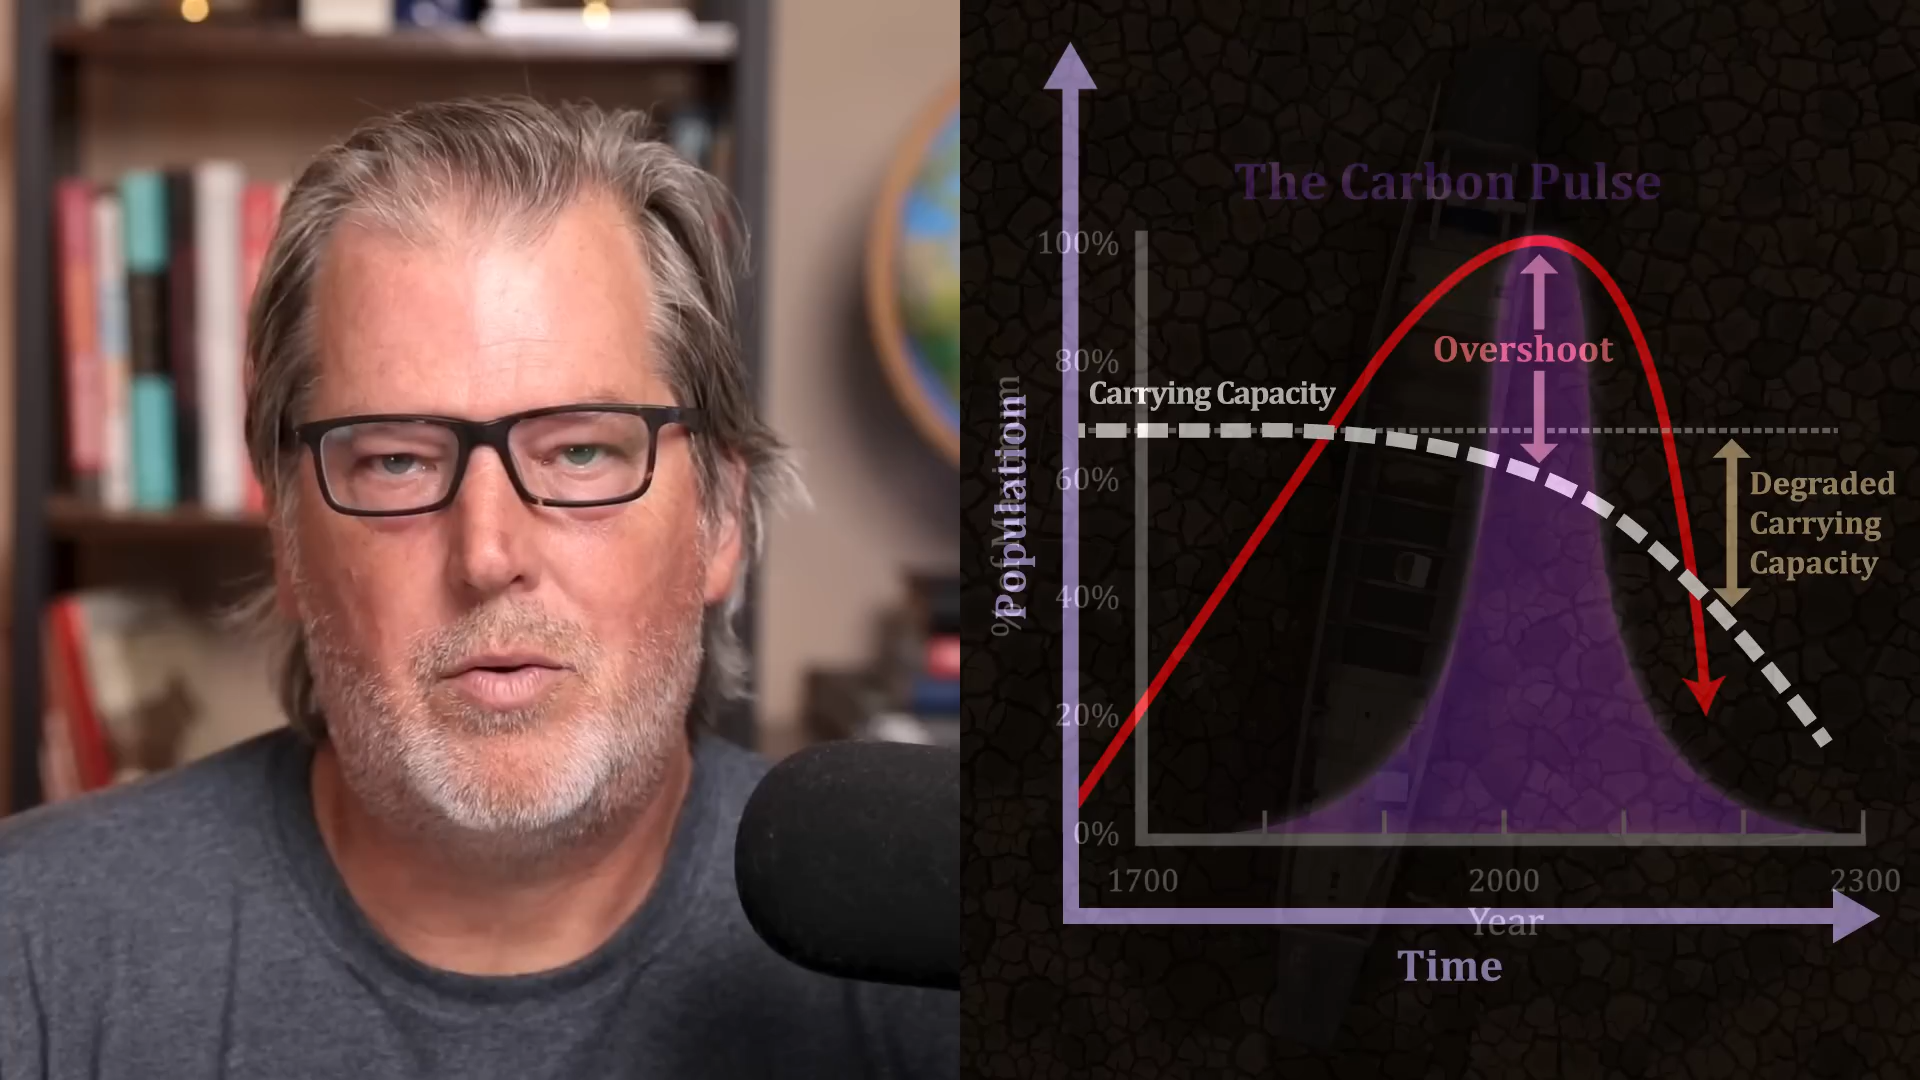 The Carbon Pulse
100%
Overshoot
80%
Carrying Capacity
Population
60%
Degraded
Carrying
Capacity
40%
20%
0%
1700
2000
2300
Year
Time